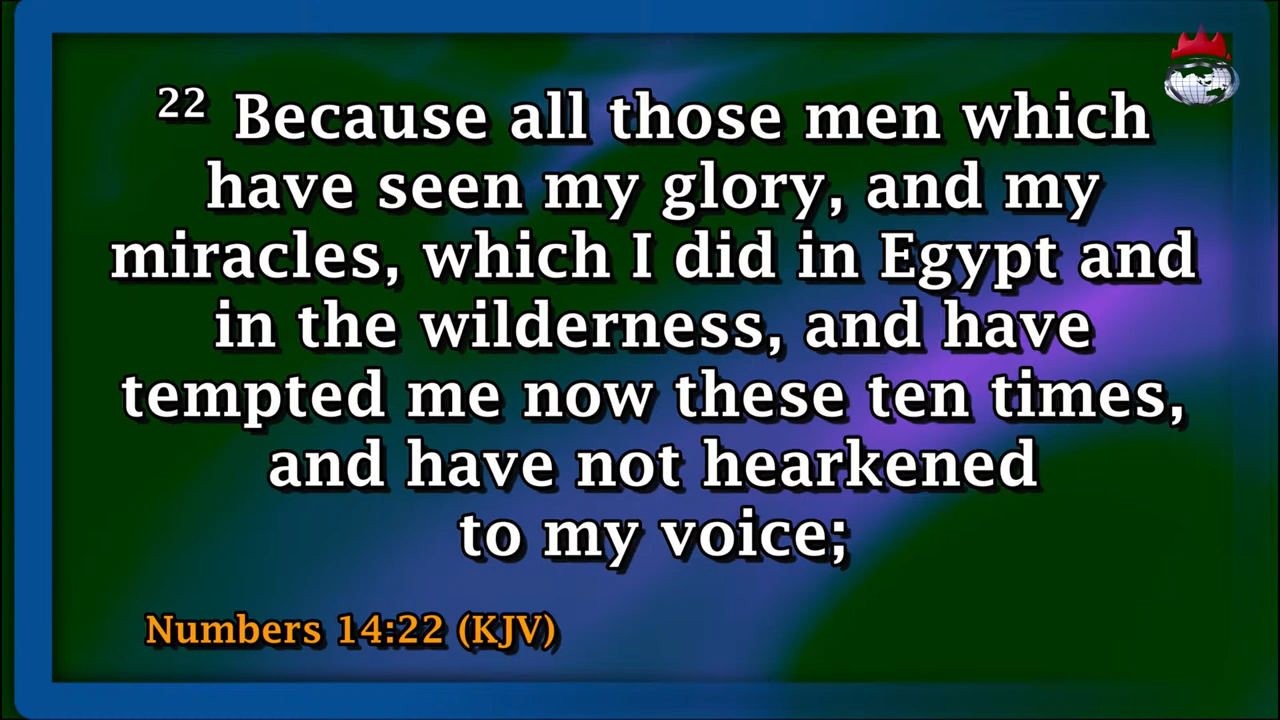 22 Because all those men which
have seen my glory, and my
miracles, which I did in Egypt and
in the wilderness, and have
tempted me now these ten times,
and have not hearkened
to my voice;
Numbers 14:22 (KJV)